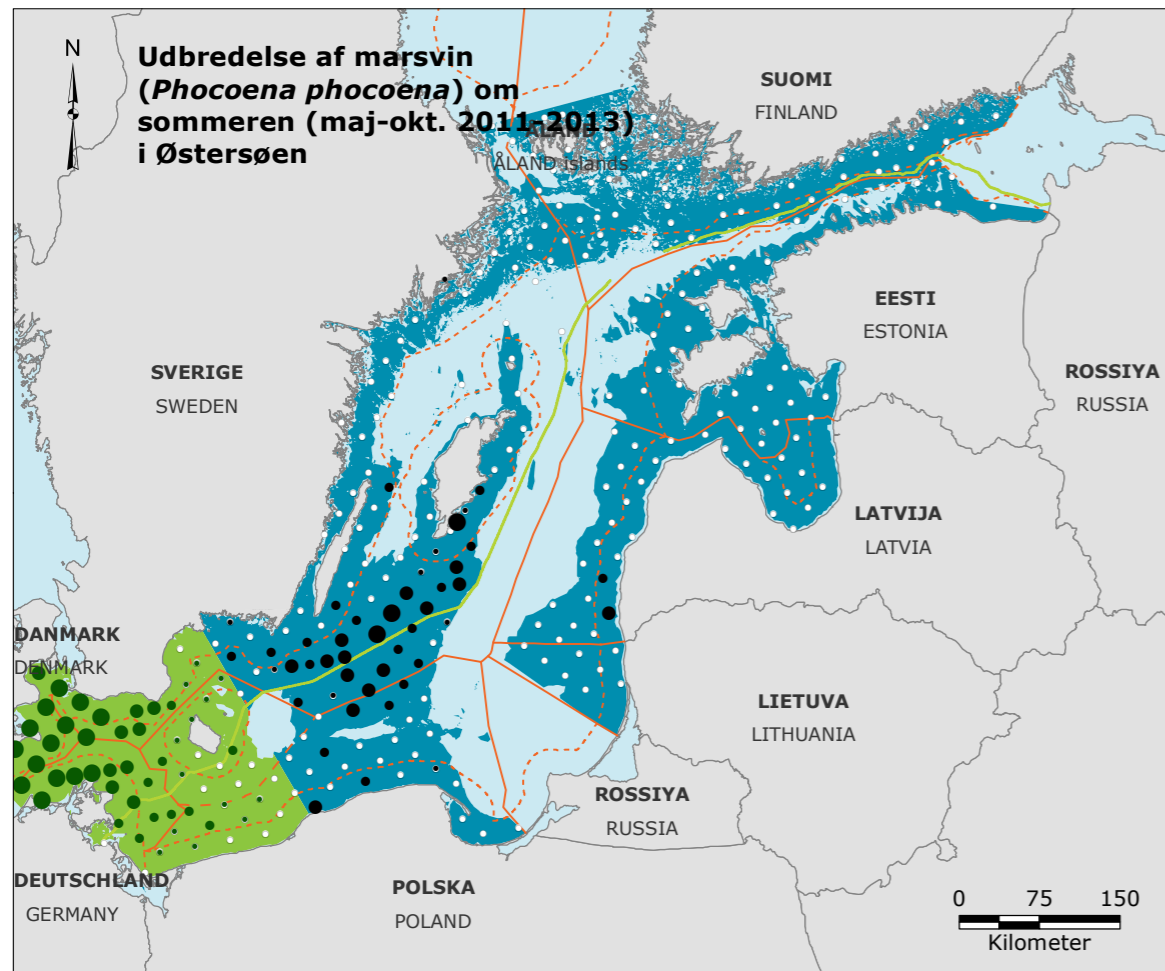 N
Udbredelse af marsvin
(Phocoena phocoena) om
sommeren (maj-okt. 2011-2013)
i Østersøen
SUOMI
FINLAND
ÅLAND
ÅLAND islands
EESTI
ESTONIA
SVERIGE
SWEDEN
ROSSIYA
RUSSIA
LATVIJA
LATVIA
DANMARK
DENMARK
LIETUVA
LITHUANIA
ROSSIYA
RUSSIA
DEUTSCHLAND
GERMANY
POLSKA
POLAND
0 75 150
Kilometer